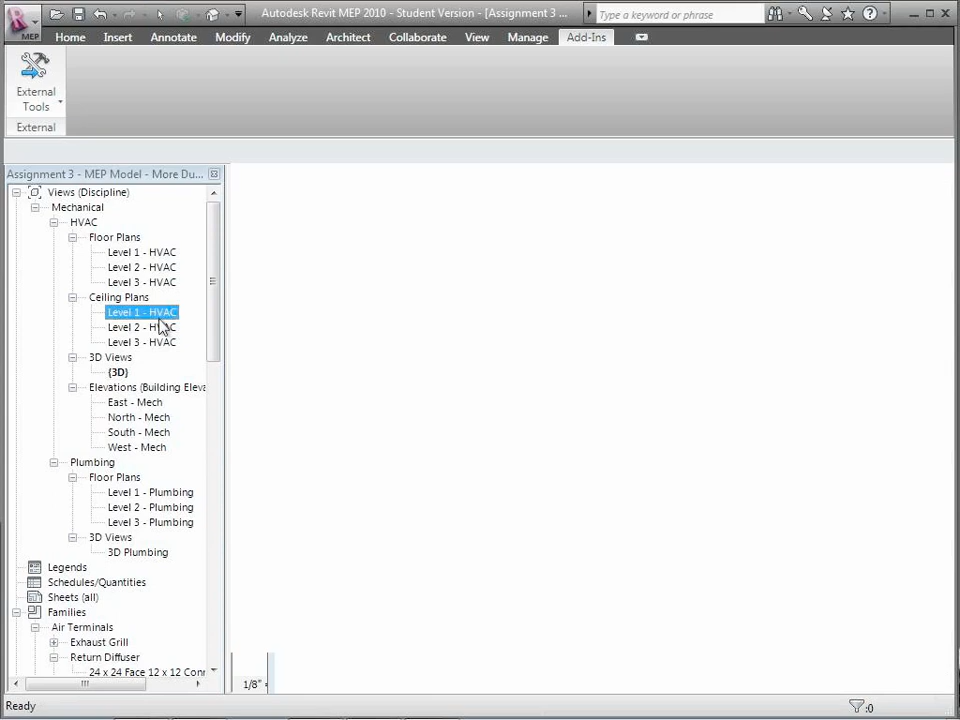 Autodesk Revit MEP 2010 - Student Version - [Assignment 3 ...
Type a keyword or phrase
MEP
Home Insert Annotate Modify Analyze Architect Collaborate View Manage Add-Ins
External
Tools
External
Assignment 3 - MEP Model - More Du...
Views (Discipline)
Mechanical
HVAC
Floor Plans
Level 1 - HVAC
Level 2 - HVAC
Level 3 - HVAC
Ceiling Plans
Level 1 - HVAC
Level 2 - HVAC
Level 3 - HVAC
3D Views
{3D}
Elevations (Building Eleva
East - Mech
North - Mech
South - Mech
West - Mech
Plumbing
Floor Plans
Level 1 - Plumbing
Level 2 - Plumbing
Level 3 - Plumbing
3D Views
3D Plumbing
Legends
Schedules/Quantities
Sheets (all)
Families
Air Terminals
Exhaust Grill
Return Diffuser
24 x 24 Face 12 x 12 Conr
1/8" =
Ready
:0